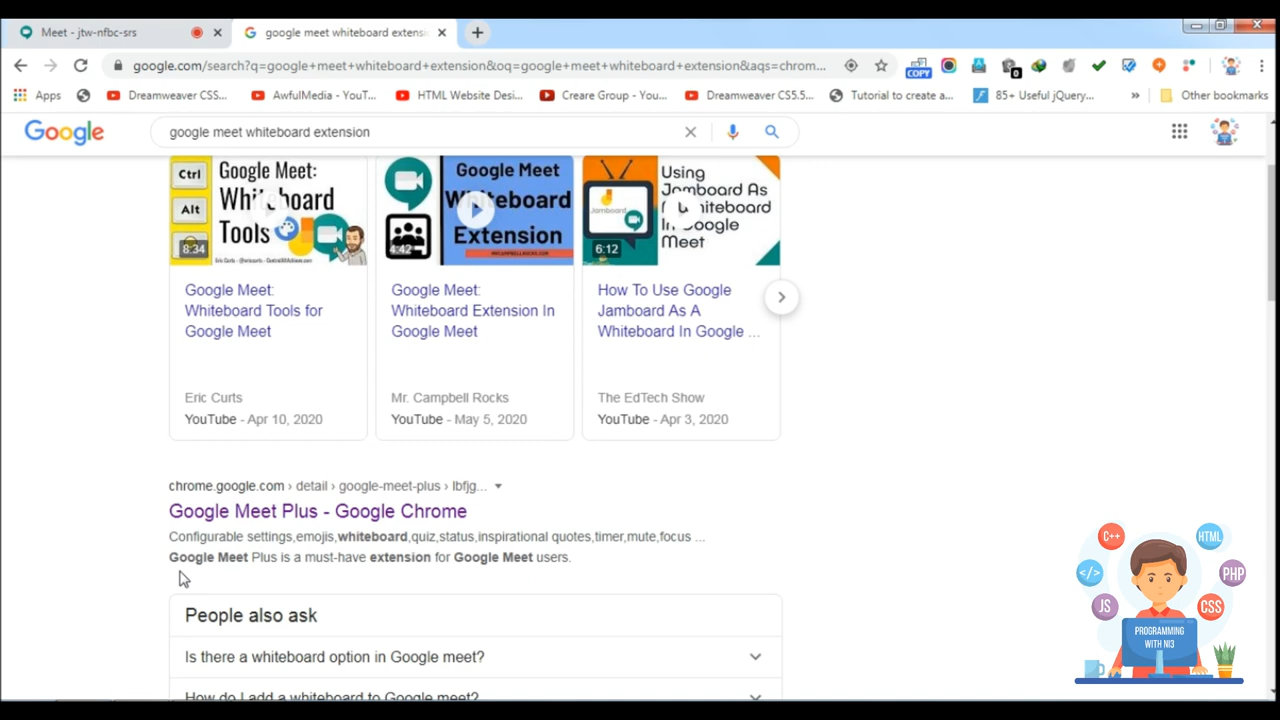 Meet - jtw-nfbc-srs
google meet whiteboard extensi
google.com/search?q=google+meet+whiteboard+extension&oq=google+meet+whiteboard+extension&aqs=chrom...
COPY
0
Apps
Dreamweaver CSS...
AwfulMedia - YouT...
HTML Website Desi...
Creare Group - You...
Dreamweaver CS5.5...
Tutorial to create a...
85+ Useful jQuery...
»
Other bookmarks
Google
google meet whiteboard extension
Ctrl
Alt
Google Meet:
Whiteboard
Tools
8:34
Google Meet
Whiteboard
Extension
4:42
Using
Jamboard As
A Whiteboard
In Google
Meet
Jamboard
6:12
Google Meet:
Whiteboard Tools for
Google Meet
Eric Curts
YouTube - Apr 10, 2020
Google Meet:
Whiteboard Extension In
Google Meet
Mr. Campbell Rocks
YouTube - May 5, 2020
How To Use Google
Jamboard As A
Whiteboard In Google ...
The EdTech Show
YouTube - Apr 3, 2020
chrome.google.com › detail › google-meet-plus › lbfjg...
Google Meet Plus - Google Chrome
Configurable settings,emojis,whiteboard,quiz,status,inspirational quotes,timer,mute,focus ...
Google Meet Plus is a must-have extension for Google Meet users.
People also ask
Is there a whiteboard option in Google meet?
How do I add a whiteboard to Google meet?
C++
HTML
</>
PHP
JS
CSS
PROGRAMMING
WITH NI3